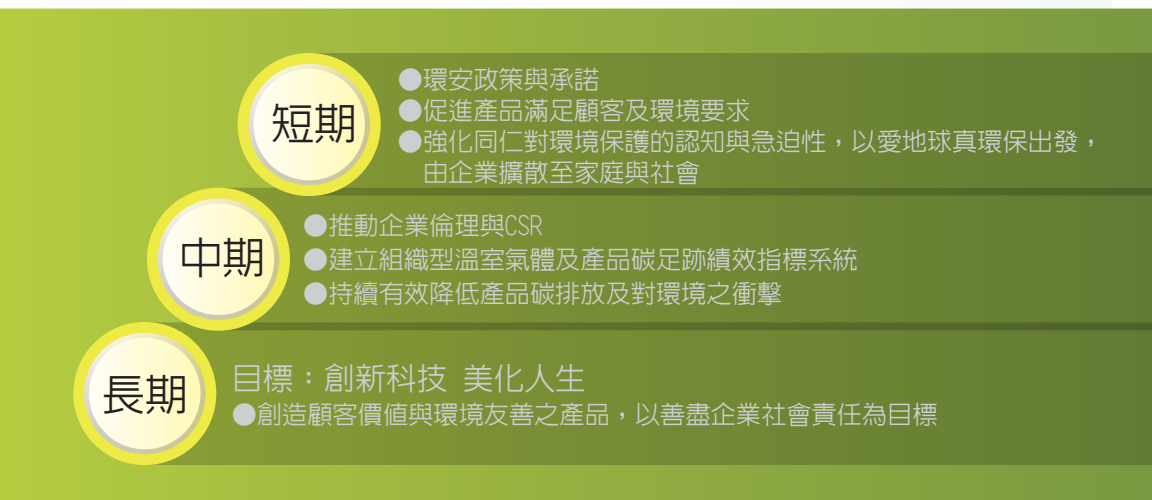 短期
●環安政策與承諾
●促進產品滿足顧客及環境要求
●強化同仁對環境保護的認知與急迫性，以愛地球真環保出發，
由企業擴散至家庭與社會
中期
●推動企業倫理與CSR
●建立組織型溫室氣體及產品碳足跡績效指標系統
●持續有效降低產品碳排放及對環境之衝擊
長期
目標：創新科技 美化人生
●創造顧客價值與環境友善之產品，以善盡企業社會責任為目標